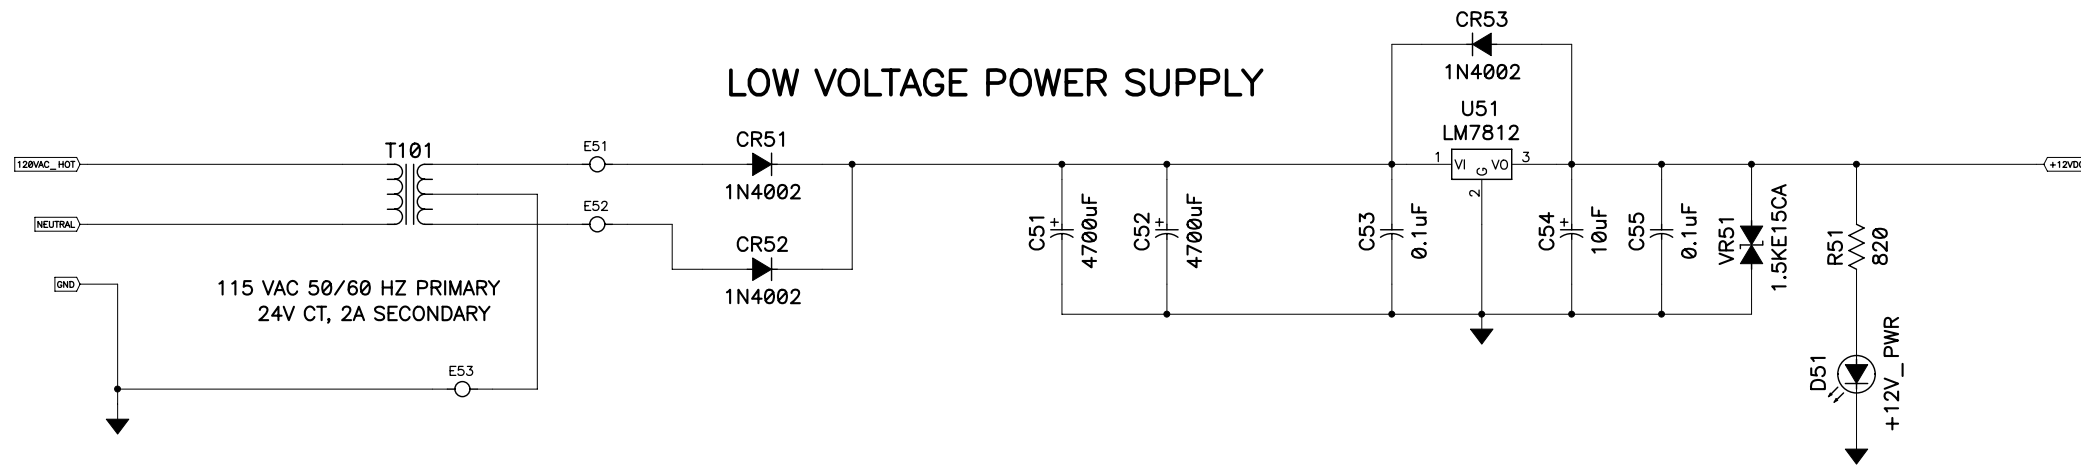 CR53
1N4002
LOW VOLTAGE POWER SUPPLY
U51
LM7812
1
VI
VO
3
G
2
120VAC_HOT
T101
E51
CR51
1N4002
+12VDC
NEUTRAL
E52
CR52
1N4002
C51
+
4700uF
C52
+
4700uF
C53
0.1uF
C54
+
10uF
C55
0.1uF
VR51
1.5KE15CA
R51
820
GND
115 VAC 50/60 HZ PRIMARY
24V CT, 2A SECONDARY
E53
D51
+12V_PWR